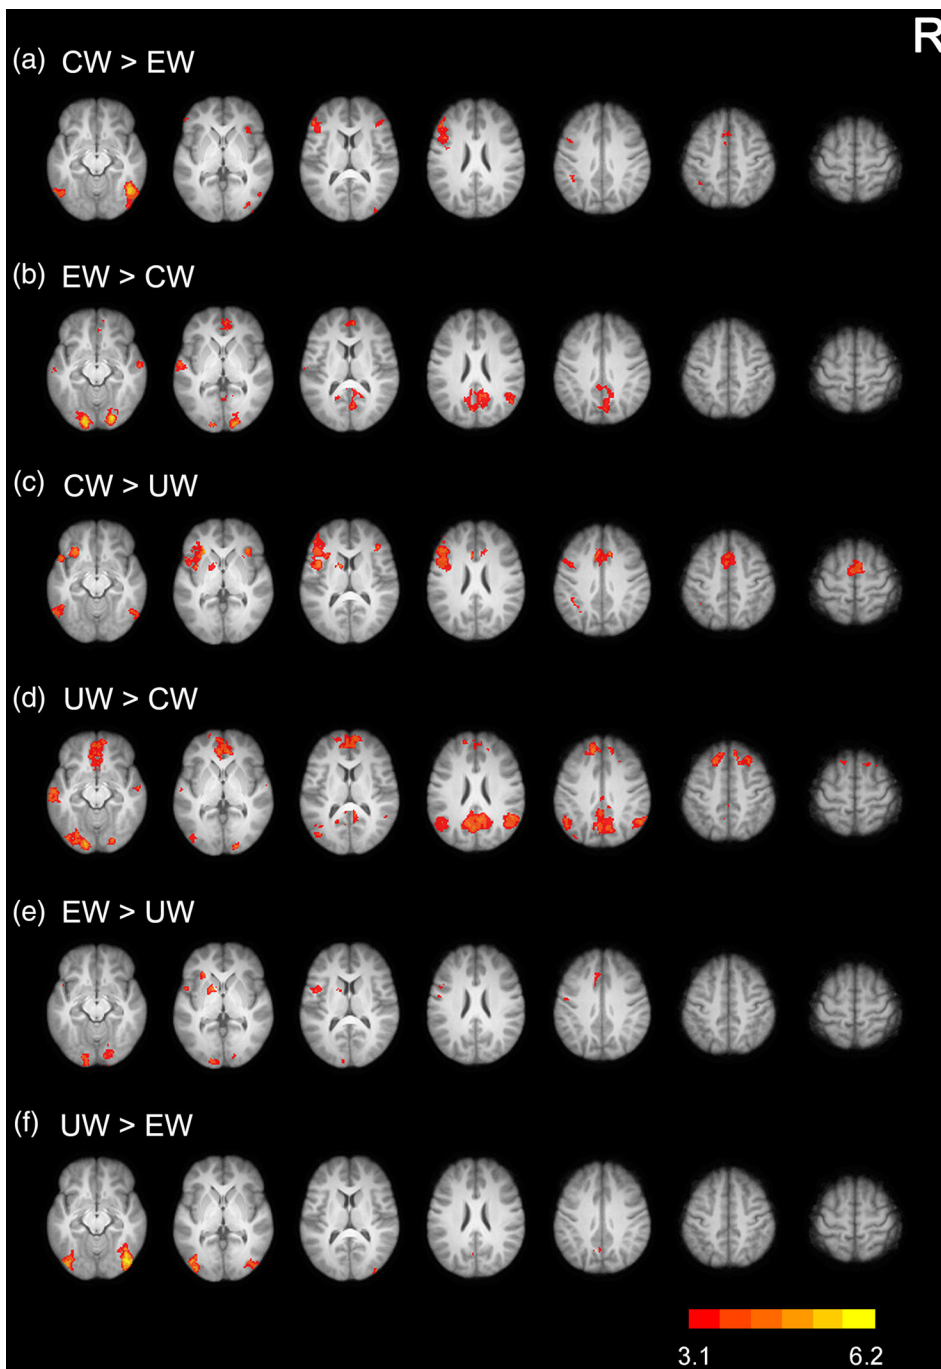 R
(a) CW > EW
(b) EW > CW
(c) CW > UW
(d) UW > CW
(e) EW > UW
(f) UW > EW
3.1 6.2